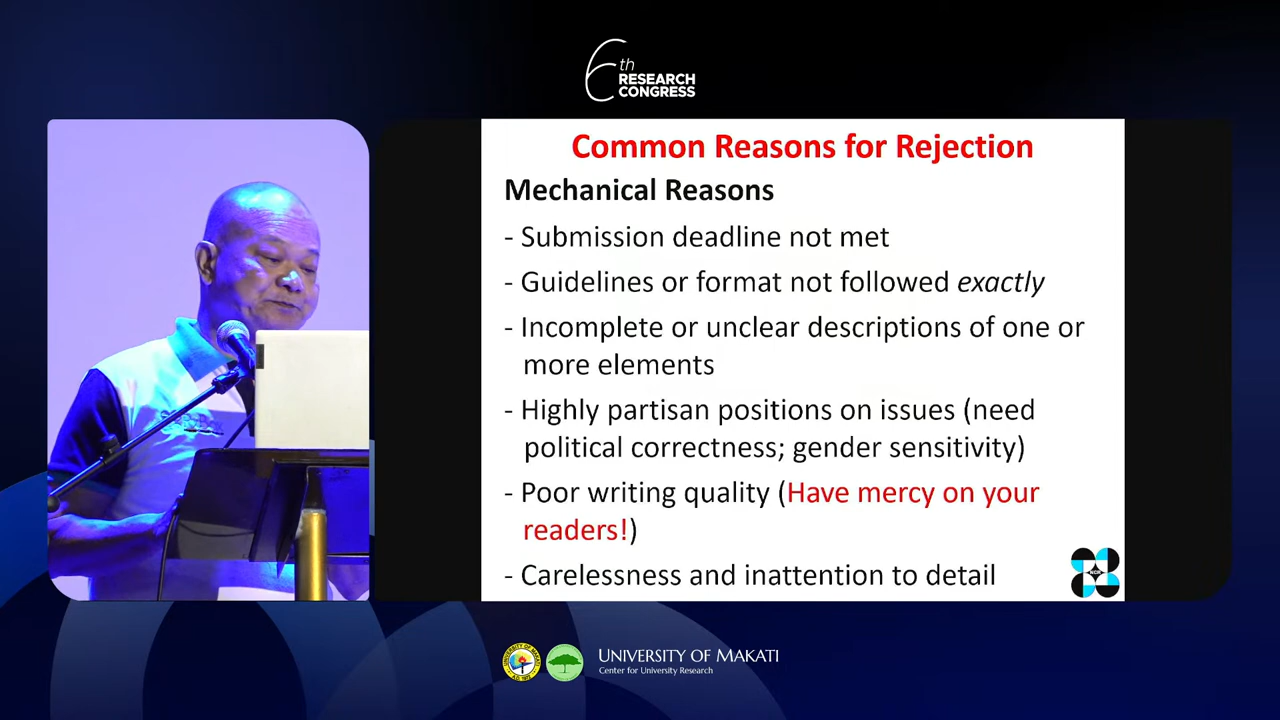 6th
RESEARCH
CONGRESS
Common Reasons for Rejection
Mechanical Reasons
- Submission deadline not met
- Guidelines or format not followed exactly
- Incomplete or unclear descriptions of one or
more elements
- Highly partisan positions on issues (need
political correctness; gender sensitivity)
- Poor writing quality (Have mercy on your
readers!)
- Carelessness and inattention to detail
UNIVERSITY OF MAKATI
Center for University Research